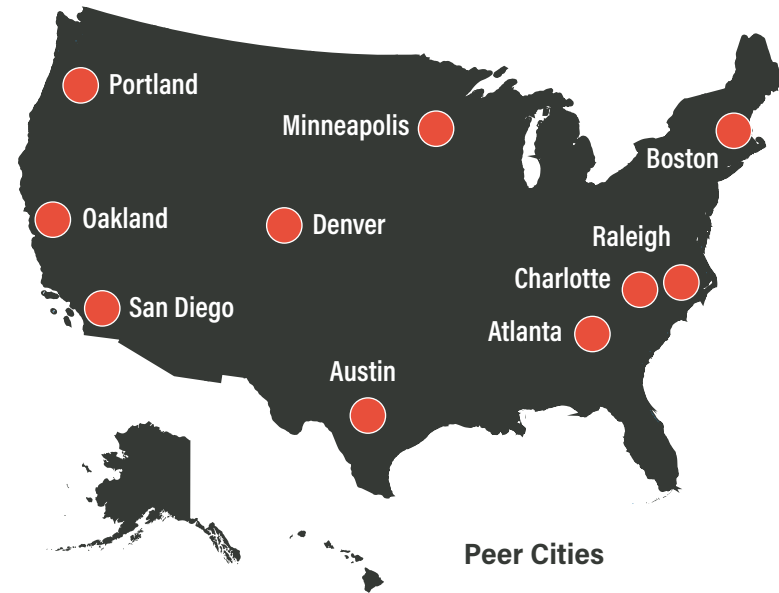 Portland
Minneapolis
Boston
Oakland
Denver
Raleigh
Charlotte
San Diego
Atlanta
Austin
Peer Cities